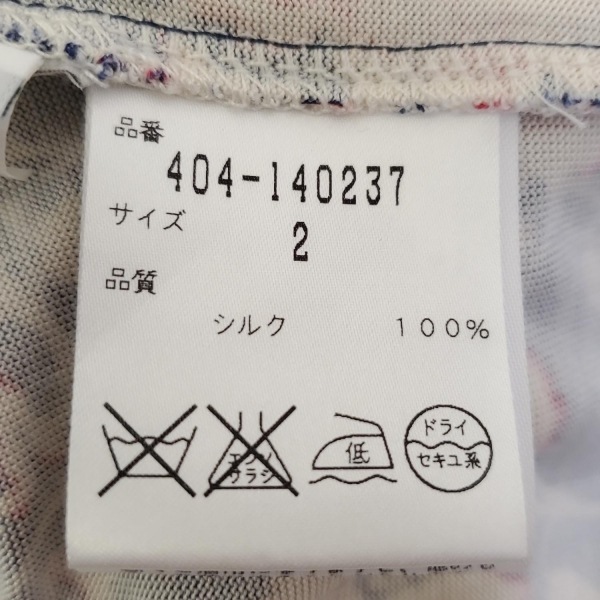 品番
404-140237
サイズ
2
品質
シルク 100%
エンソ
サラシ
低
ドライ
セキユ系